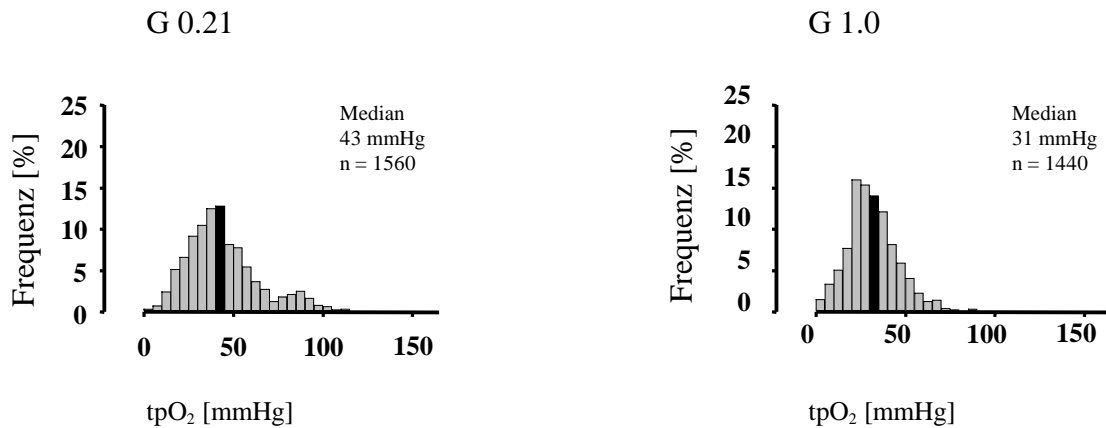 G 0.21
G 1.0
Frequenz [%]
25
20
15
10
5
0
Median
43 mmHg
n = 1560
0 50 100 150
tpO₂ [mmHg]
Frequenz [%]
25
20
15
10
5
0
Median
31 mmHg
n = 1440
0 50 100 150
tpO₂ [mmHg]